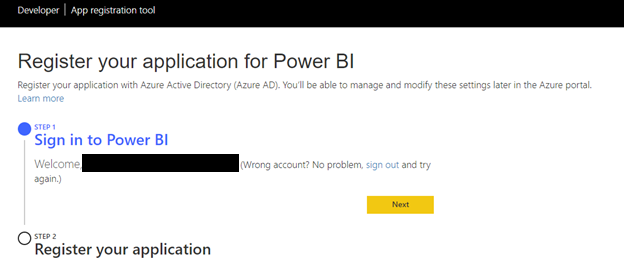 Developer | App registration tool
Register your application for Power BI
Register your application with Azure Active Directory (Azure AD). You'll be able to manage and modify these settings later in the Azure portal.
Learn more
STEP 1
Sign in to Power BI
Welcome, (Wrong account? No problem, sign out and try
again.)
Next
STEP 2
Register your application